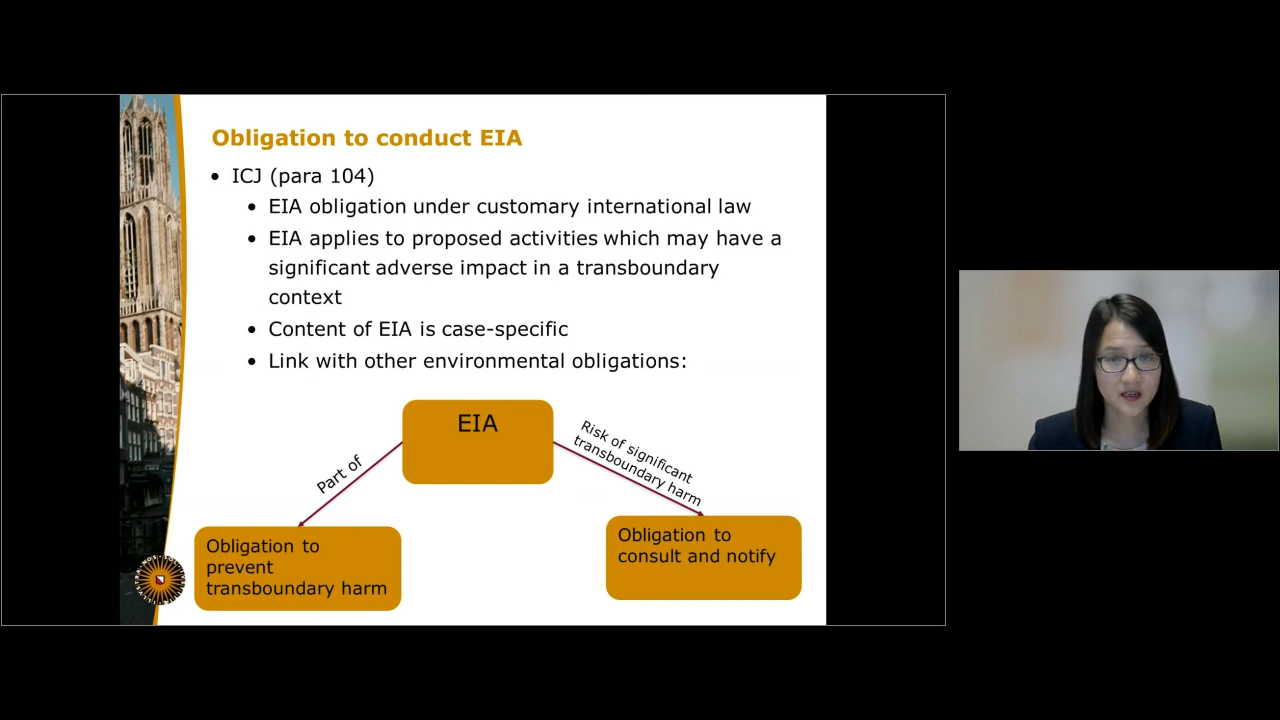 Obligation to conduct EIA
• ICJ (para 104)
• EIA obligation under customary international law
• EIA applies to proposed activities which may have a
significant adverse impact in a transboundary
context
• Content of EIA is case-specific
• Link with other environmental obligations:
EIA
Part of
Risk of significant
transboundary harm
Obligation to
prevent
transboundary harm
Obligation to
consult and notify